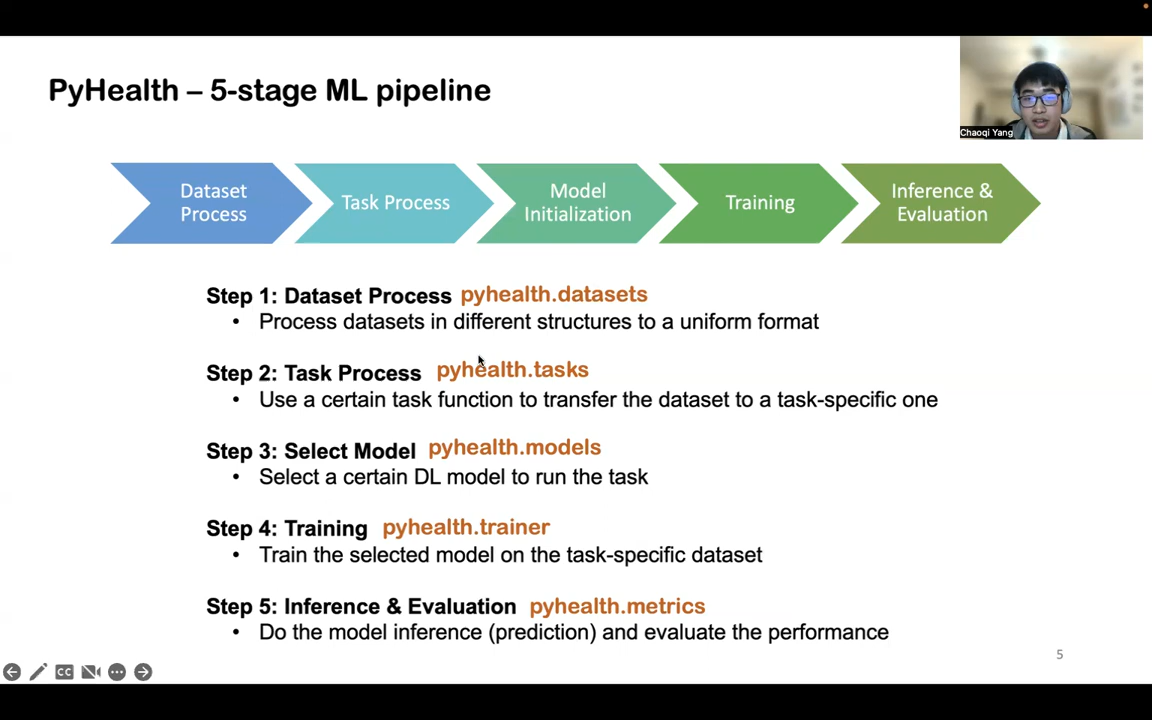 PyHealth – 5-stage ML pipeline
Chaoqi Yang
Dataset
Process
Task Process
Model
Initialization
Training
Inference &
Evaluation
Step 1: Dataset Process pyhealth.datasets
• Process datasets in different structures to a uniform format
Step 2: Task Process pyhealth.tasks
• Use a certain task function to transfer the dataset to a task-specific one
Step 3: Select Model pyhealth.models
• Select a certain DL model to run the task
Step 4: Training pyhealth.trainer
• Train the selected model on the task-specific dataset
Step 5: Inference & Evaluation pyhealth.metrics
• Do the model inference (prediction) and evaluate the performance
5
CC